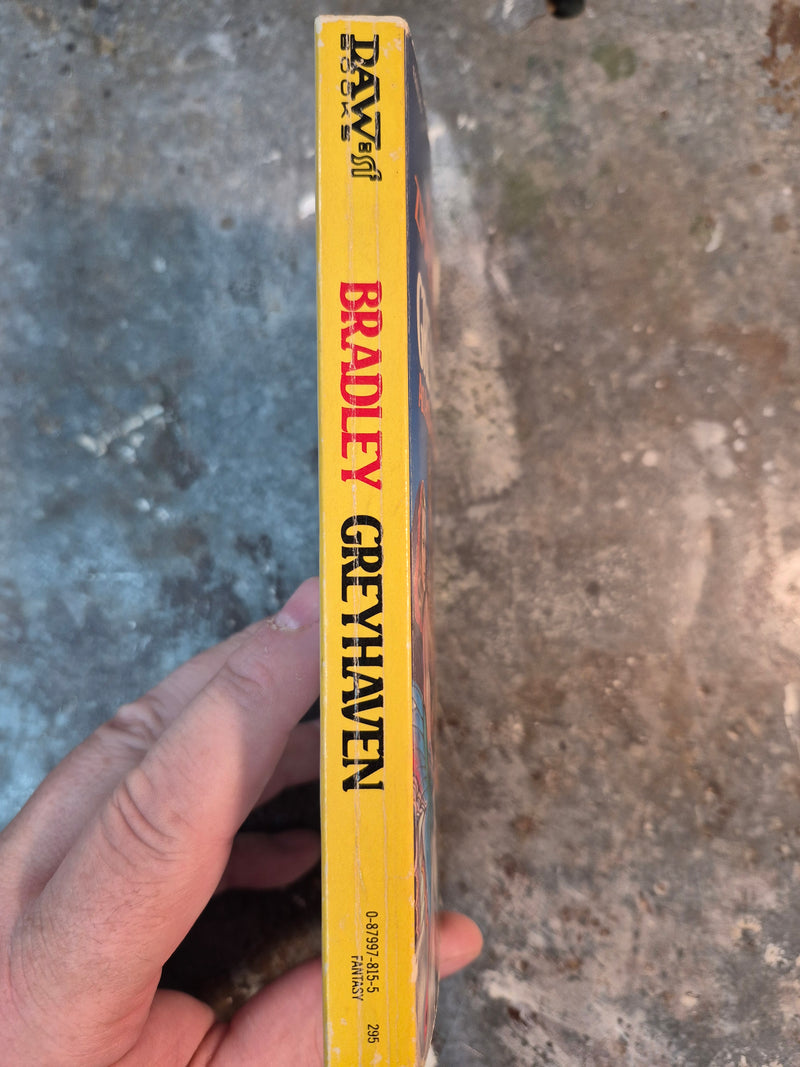 DAW
BOOKS
BRADLEY GREYHAVEN
0-87997-815-5 295
FANTASY